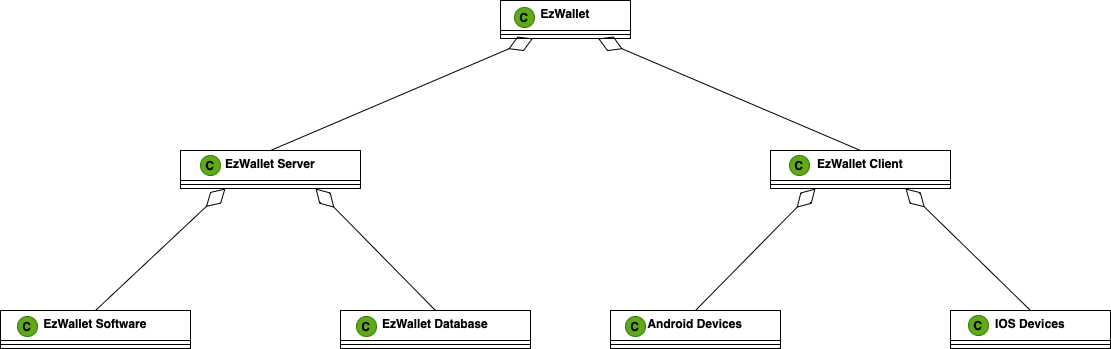 C EzWallet
C EzWallet Server
C EzWallet Client
C EzWallet Software
C EzWallet Database
C Android Devices
C IOS Devices